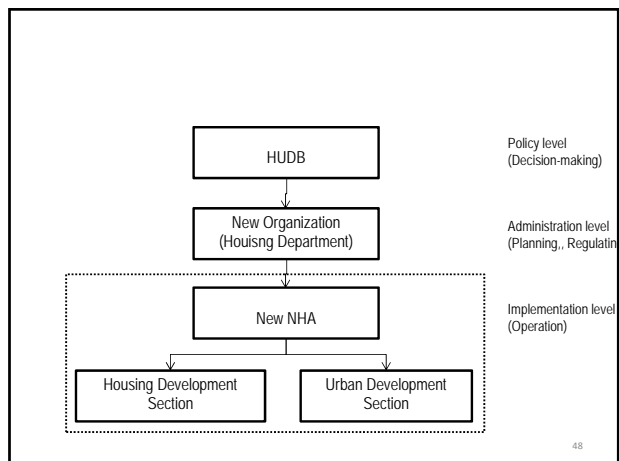 HUDB
Policy level
(Decision-making)
New Organization
(Houisng Department)
Administration level
(Planning,, Regulatin
New NHA
Implementation level
(Operation)
Housing Development
Section
Urban Development
Section
48